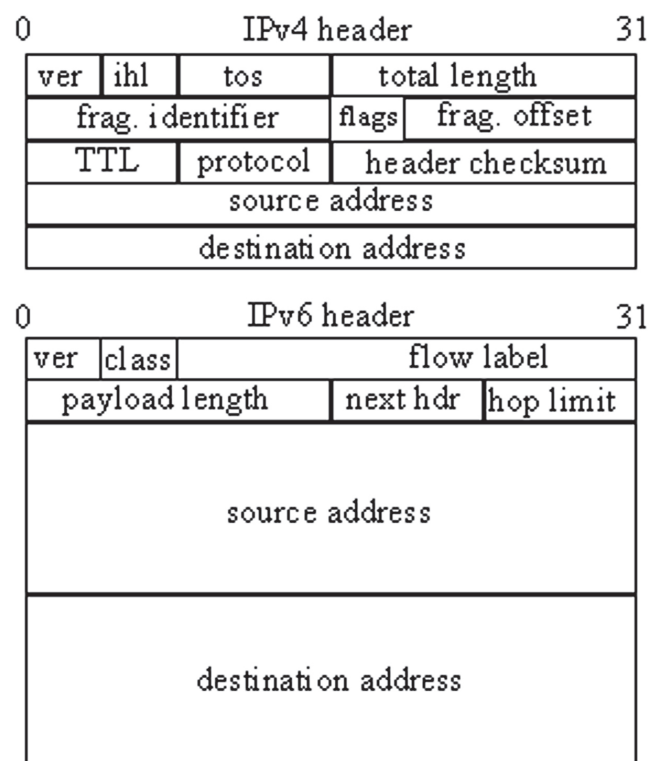 0 IPv4 header 31
ver ihl tos total length
frag. identifier flags frag. offset
TTL protocol header checksum
source address
destination address
0 IPv6 header 31
ver class flow label
payload length next hdr hop limit
source address
destination address